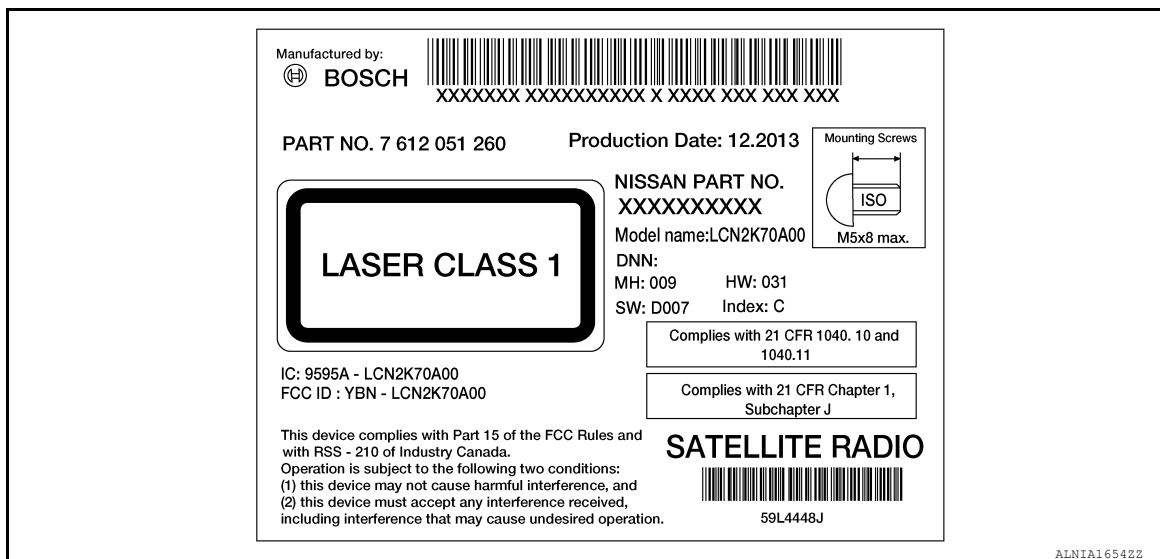 Manufactured by:
BOSCH
XXXXXXX XXXXXXXXXX X XXXX XXX XXX XXX
PART NO. 7 612 051 260
Production Date: 12.2013
Mounting Screws
ISO
M5x8 max.
LASER CLASS 1
NISSAN PART NO.
XXXXXXXXXX
Model name:LCN2K70A00
DNN:
MH: 009 HW: 031
SW: D007 Index: C
Complies with 21 CFR 1040. 10 and
1040.11
Complies with 21 CFR Chapter 1,
Subchapter J
IC: 9595A - LCN2K70A00
FCC ID : YBN - LCN2K70A00
This device complies with Part 15 of the FCC Rules and
with RSS - 210 of Industry Canada.
Operation is subject to the following two conditions:
(1) this device may not cause harmful interference, and
(2) this device must accept any interference received,
including interference that may cause undesired operation.
SATELLITE RADIO
59L4448J
ALNIA1654ZZ